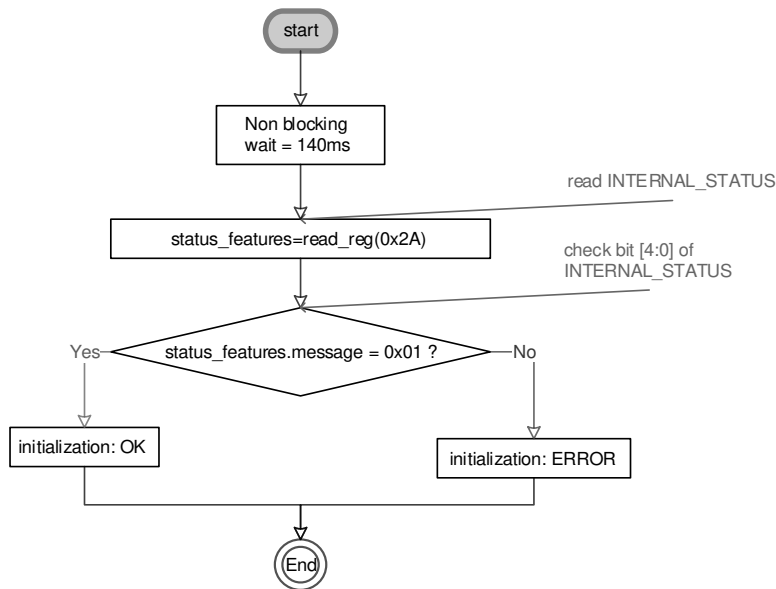 start
Non blocking
wait = 140ms
read INTERNAL_STATUS
status_features=read_reg(0x2A)
check bit [4:0] of
INTERNAL_STATUS
Yes
status_features.message = 0x01 ?
No
initialization: OK
initialization: ERROR
End